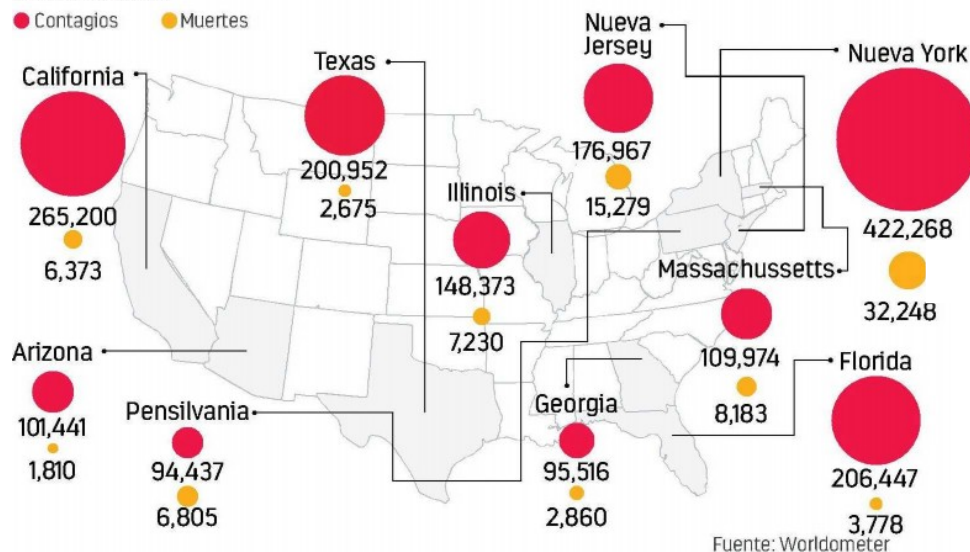 Contagios
Muertes
California
265,200
6,373
Texas
200,952
2,675
Illinois
148,373
7,230
Nueva
Jersey
176,967
15,279
Nueva York
422,268
32,248
Massachussetts
109,974
8,183
Arizona
101,441
1,810
Pensilvania
94,437
6,805
Georgia
95,516
2,860
Florida
206,447
3,778
Fuente: Worldometer